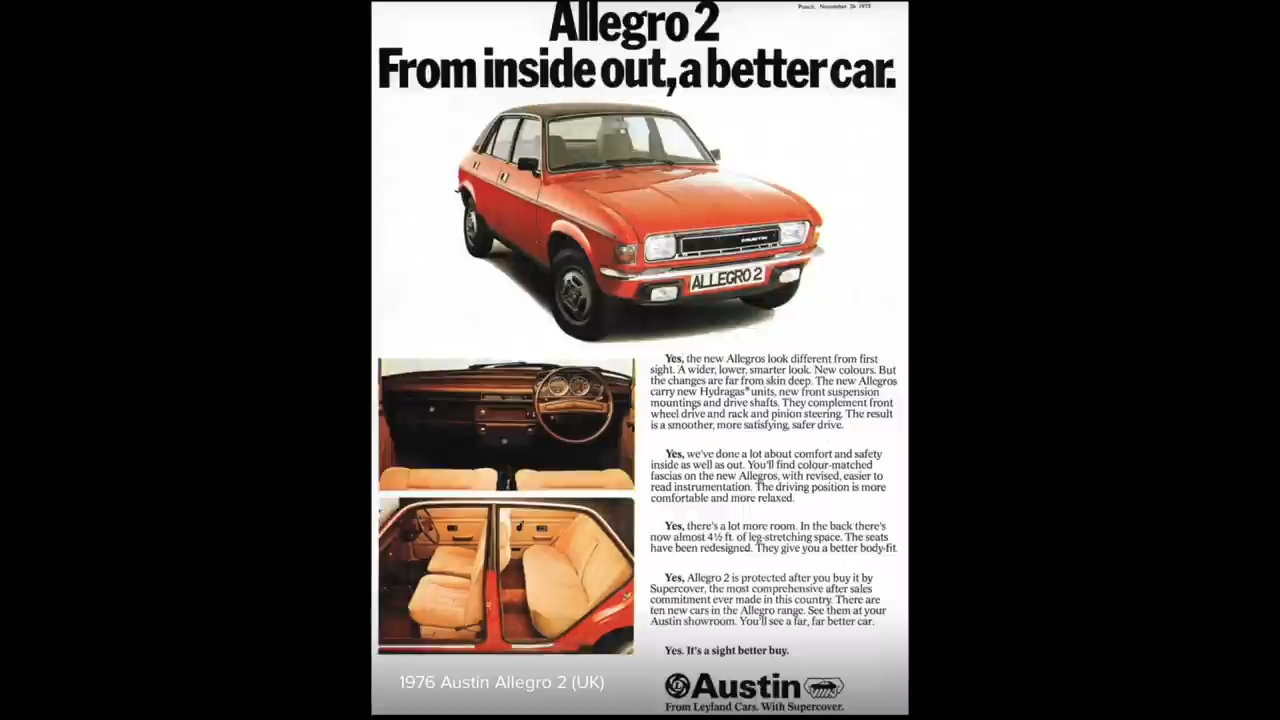 Punch, November 26 1975
Allegro 2
From inside out, a better car.
AUSTIN
ALLEGRO 2
Yes, the new Allegros look different from first
sight. A wider, lower, smarter look. New colours. But
the changes are far from skin deep. The new Allegros
carry new Hydragas® units, new front suspension
mountings and drive shafts. They complement front
wheel drive and rack and pinion steering. The result
is a smoother, more satisfying, safer drive.
Yes, we've done a lot about comfort and safety
inside as well as out. You'll find colour-matched
fascias on the new Allegros, with revised, easier to
read instrumentation. The driving position is more
comfortable and more relaxed.
Yes, there's a lot more room. In the back there's
now almost 4½ ft. of leg-stretching space. The seats
have been redesigned. They give you a better body-fit.
Yes, Allegro 2 is protected after you buy it by
Supercover, the most comprehensive after sales
commitment ever made in this country. There are
ten new cars in the Allegro range. See them at your
Austin showroom. You'll see a far, far better car.
Yes. It's a sight better buy.
1976 Austin Allegro 2 (UK)
Austin
From Leyland Cars. With Supercover.